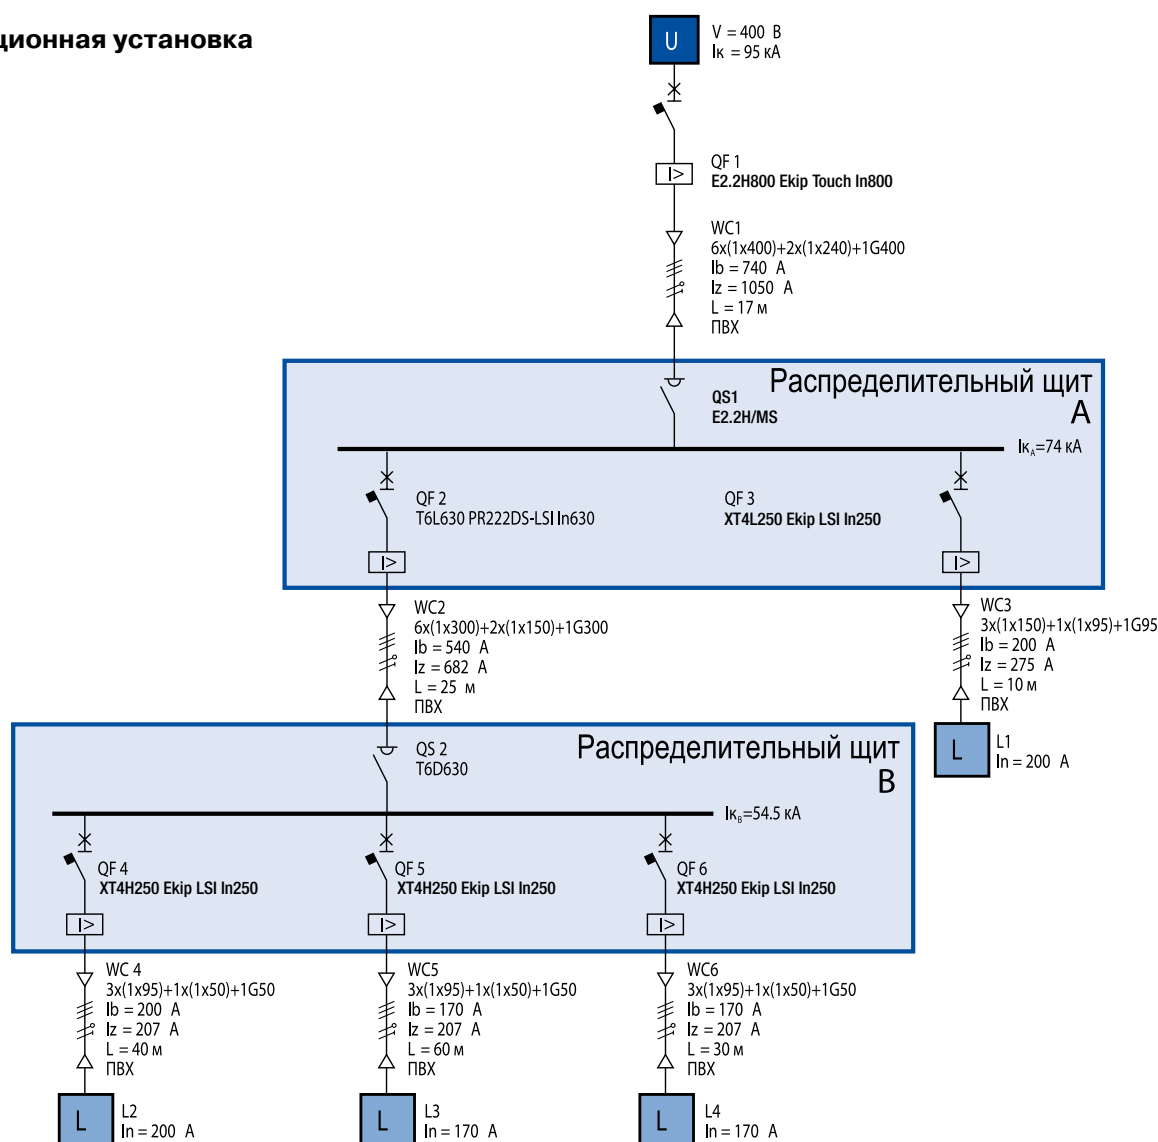 ционная установка
U
V = 400 В
Iк = 95 кА
QF 1
E2.2H800 Ekip Touch In800
I>
WC1
6x(1x400)+2x(1x240)+1G400
Ib = 740 A
Iz = 1050 A
L = 17 м
ПВХ
Распределительный щит
A
QS1
E2.2H/MS
IкA=74 кА
QF 2
T6L630 PR222DS-LSI In630
QF 3
XT4L250 Ekip LSI In250
I>
I>
WC2
6x(1x300)+2x(1x150)+1G300
Ib = 540 A
Iz = 682 A
L = 25 м
ПВХ
WC3
3x(1x150)+1x(1x95)+1G95
Ib = 200 A
Iz = 275 A
L = 10 м
ПВХ
L
L1
In = 200 A
Распределительный щит
B
QS 2
T6D630
IкB=54.5 кА
QF 4
XT4H250 Ekip LSI In250
QF 5
XT4H250 Ekip LSI In250
QF 6
XT4H250 Ekip LSI In250
I>
I>
I>
WC 4
3x(1x95)+1x(1x50)+1G50
Ib = 200 A
Iz = 207 A
L = 40 м
ПВХ
WC5
3x(1x95)+1x(1x50)+1G50
Ib = 170 A
Iz = 207 A
L = 60 м
ПВХ
WC6
3x(1x95)+1x(1x50)+1G50
Ib = 170 A
Iz = 207 A
L = 30 м
ПВХ
L
L2
In = 200 A
L
L3
In = 170 A
L
L4
In = 170 A